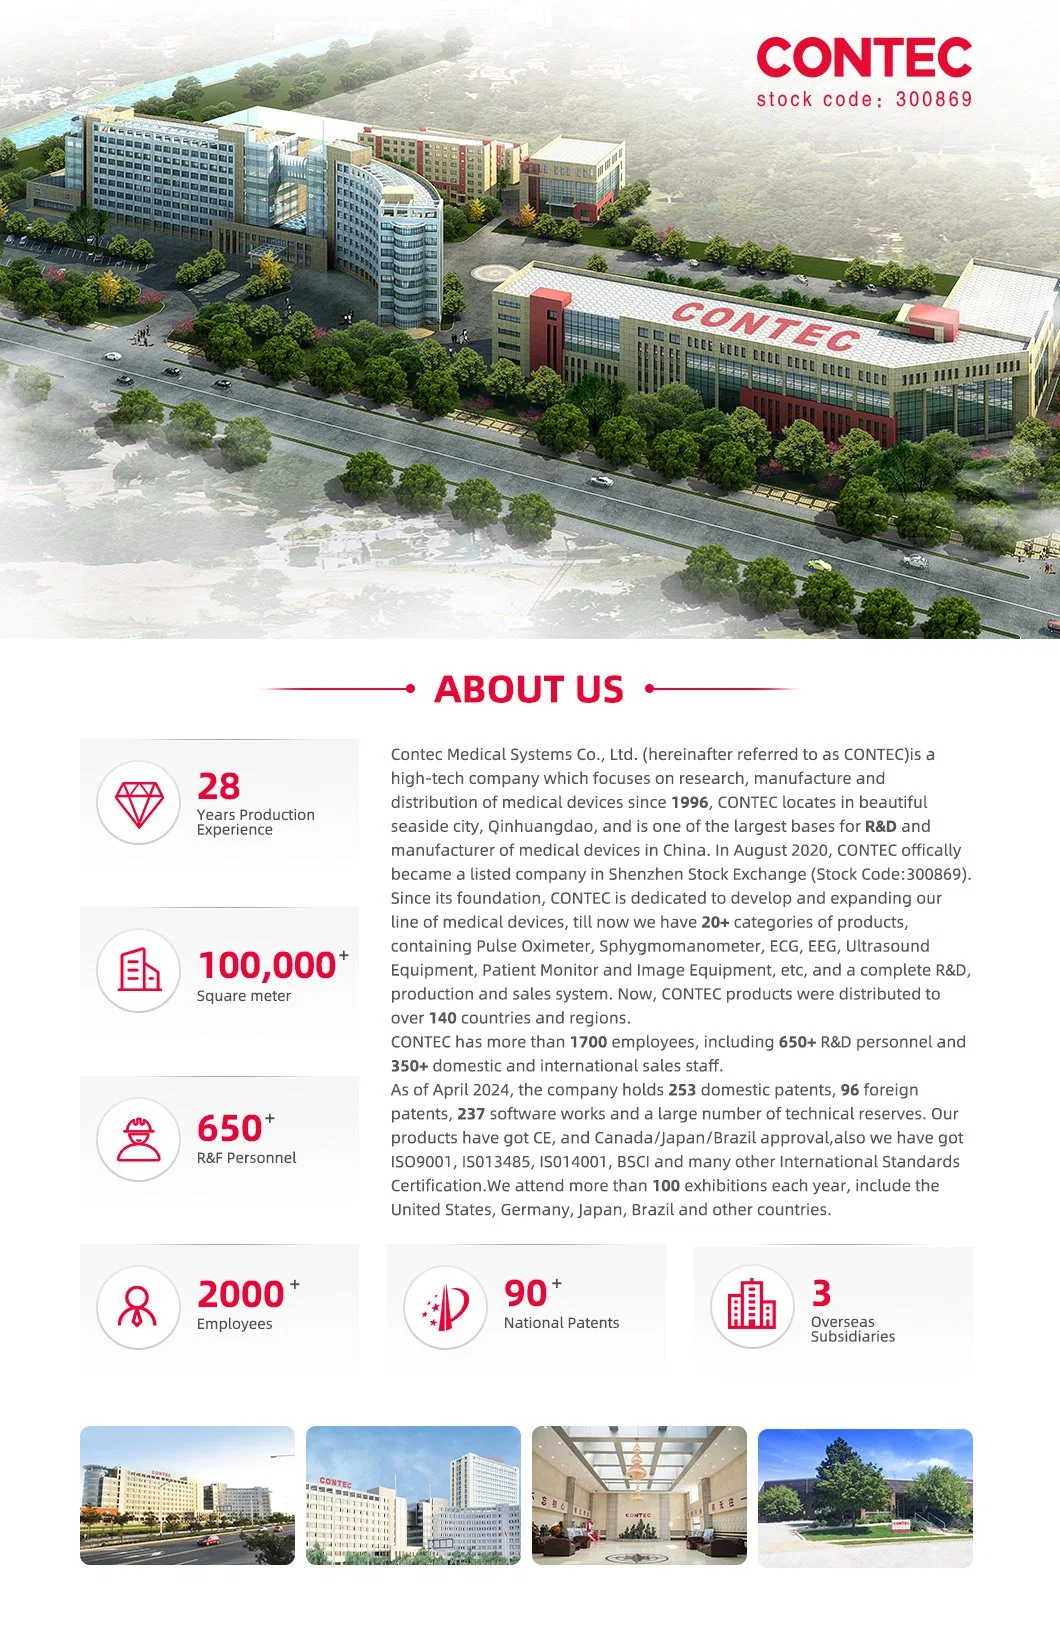 CONTEC
stock code: 300869
CONTEC
ABOUT US
28
Years Production
Experience
100,000+
Square meter
650+
R&F Personnel
Contec Medical Systems Co., Ltd. (hereinafter referred to as CONTEC)is a
high-tech company which focuses on research, manufacture and
distribution of medical devices since 1996, CONTEC locates in beautiful
seaside city, Qinhuangdao, and is one of the largest bases for R&D and
manufacturer of medical devices in China. In August 2020, CONTEC offically
became a listed company in Shenzhen Stock Exchange (Stock Code:300869).
Since its foundation, CONTEC is dedicated to develop and expanding our
line of medical devices, till now we have 20+ categories of products,
containing Pulse Oximeter, Sphygmomanometer, ECG, EEG, Ultrasound
Equipment, Patient Monitor and Image Equipment, etc, and a complete R&D,
production and sales system. Now, CONTEC products were distributed to
over 140 countries and regions.
CONTEC has more than 1700 employees, including 650+ R&D personnel and
350+ domestic and international sales staff.
As of April 2024, the company holds 253 domestic patents, 96 foreign
patents, 237 software works and a large number of technical reserves. Our
products have got CE, and Canada/Japan/Brazil approval,also we have got
ISO9001, IS013485, IS014001, BSCI and many other International Standards
Certification.We attend more than 100 exhibitions each year, include the
United States, Germany, Japan, Brazil and other countries.
2000+
Employees
90+
National Patents
3
Overseas
Subsidiaries
CONTEC
CONTEC
CONTEC
CONTEC